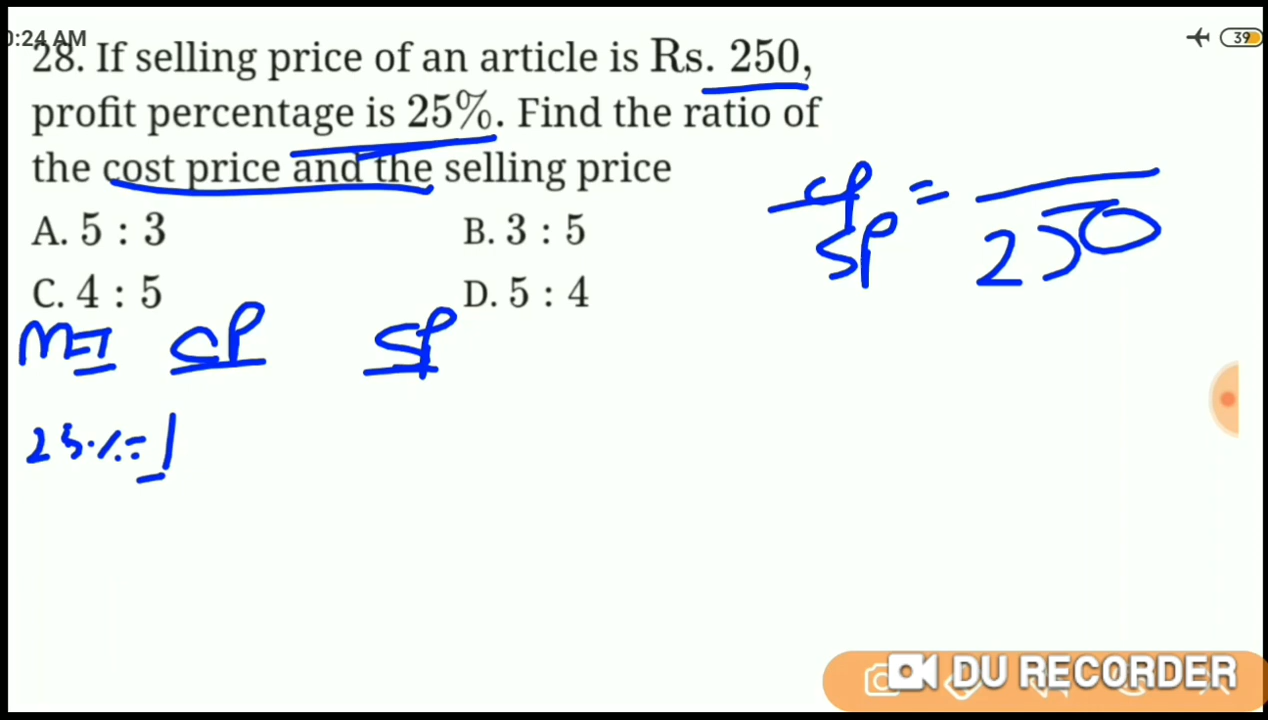 0:24 AM
39
28. If selling price of an article is Rs. 250,
profit percentage is 25%. Find the ratio of
the cost price and the selling price
A. 5 : 3
B. 3 : 5
C. 4 : 5
D. 5 : 4
CP
SP
=
250
M-I CP SP
25%=1
DU RECORDER